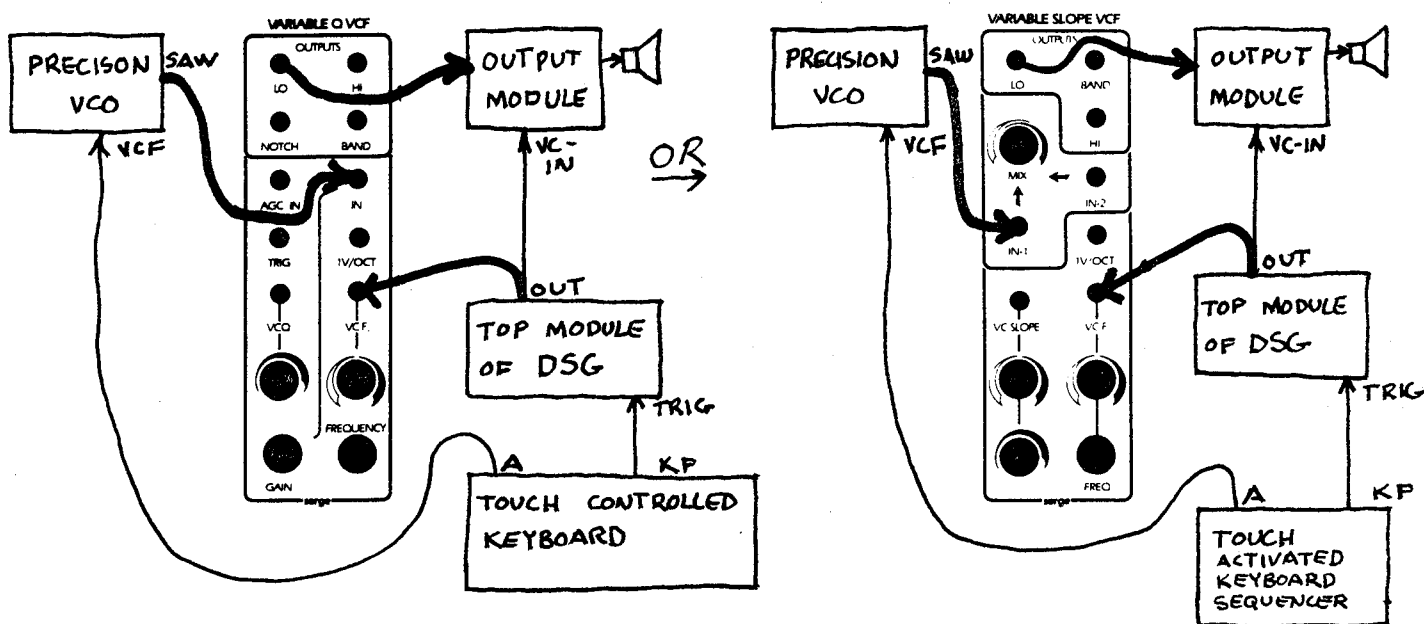 VARIABLE Q VCF
OUTPUTS
PRECISON
VCO
SAW
VCF
LO
HI
NOTCH
BAND
AGC IN
IN
TRIG
1V/OCT
VCQ
VC F.
FREQUENCY
GAIN
serge
OUTPUT
MODULE
VC-
IN
OUT
TOP MODULE
OF DSG
TRIG
A
KP
TOUCH CONTROLLED
KEYBOARD
OR
VARIABLE SLOPE VCF
OUTPUTS
PRECISION
VCO
SAW
VCF
LO
BAND
HI
MIX
IN-2
IN-1
1V/OCT
VC SLOPE
VC F
FREQ
serge
OUTPUT
MODULE
VC-IN
OUT
TOP MODULE
OF DSG
TRIG
A
KP
TOUCH
ACTIVATED
KEYBOARD
SEQUENCER